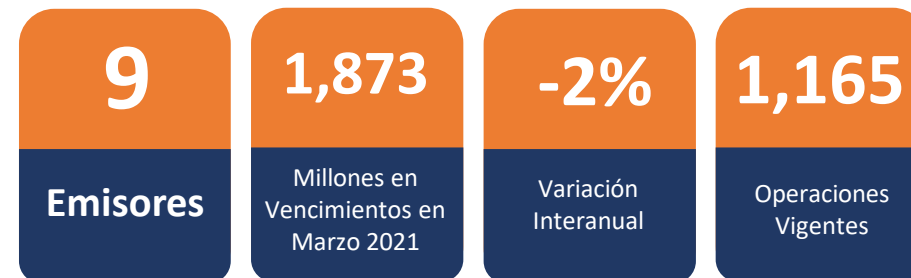 9
Emisores
1,873
Millones en
Vencimientos en
Marzo 2021
-2%
Variación
Interanual
1,165
Operaciones
Vigentes